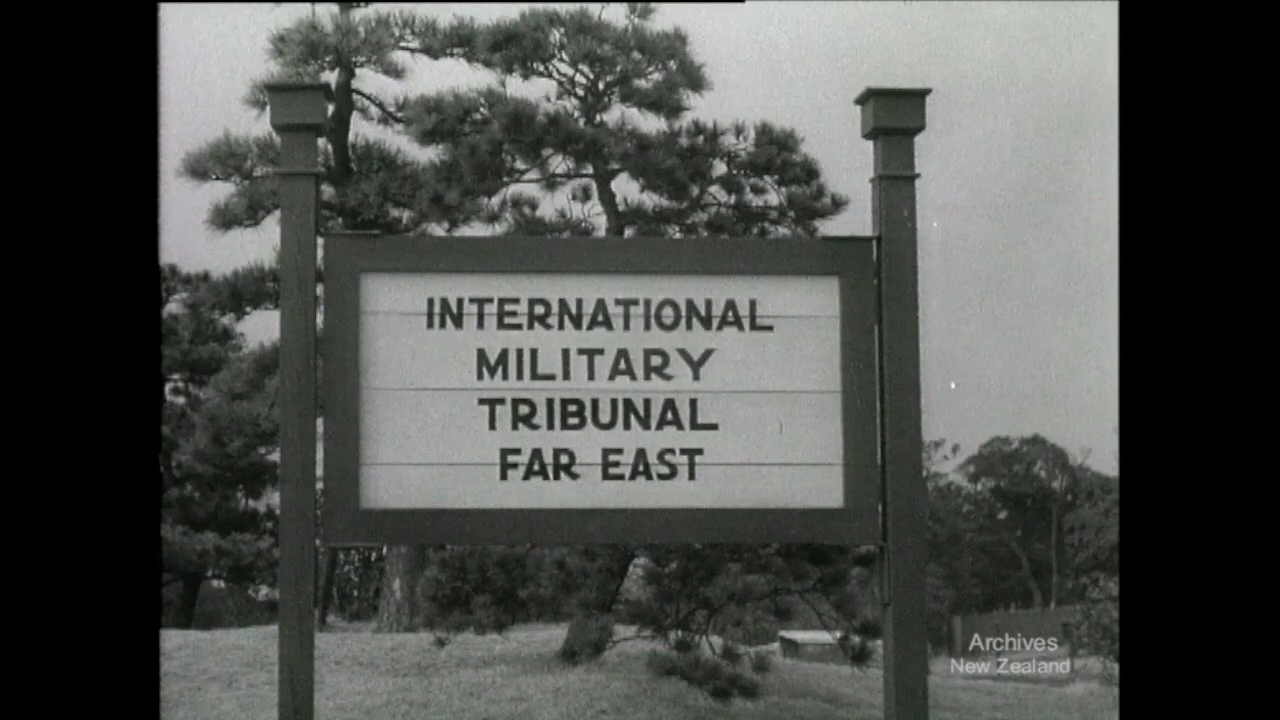 INTERNATIONAL
MILITARY
TRIBUNAL
FAR EAST
Archives
New Zealand